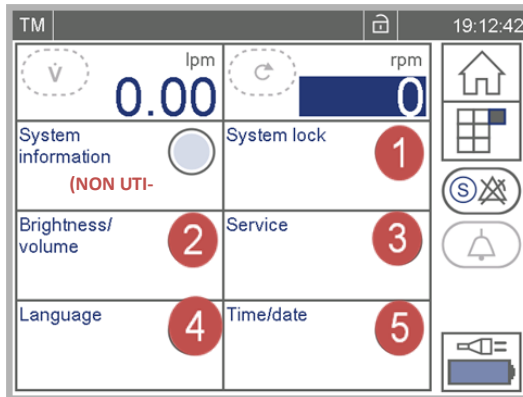 TM 19:12:42
V̇ lpm rpm
0.00 0
System
information
(NON UTI-
System lock
1
Brightness/
volume
2
Service
3
Language
4
Time/date
5
S